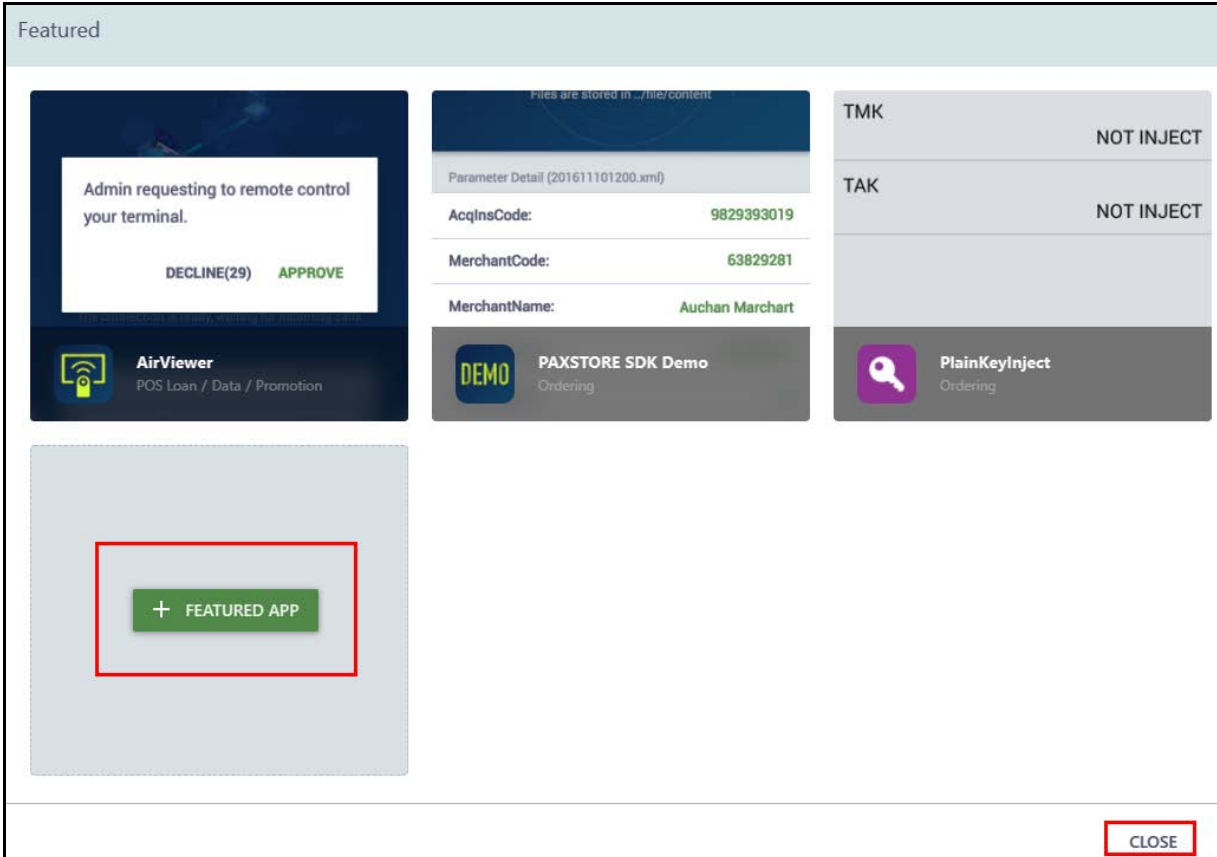 Featured
Admin requesting to remote control
your terminal.
DECLINE(29) APPROVE
AirViewer
POS Loan / Data / Promotion
Files are stored in ../file/content
Parameter Detail (201611101200.xml)
AcqInsCode: 9829393019
MerchantCode: 63829281
MerchantName: Auchan Marchart
DEMO
PAXSTORE SDK Demo
Ordering
TMK
NOT INJECT
TAK
NOT INJECT
PlainKeyInject
Ordering
+ FEATURED APP
CLOSE